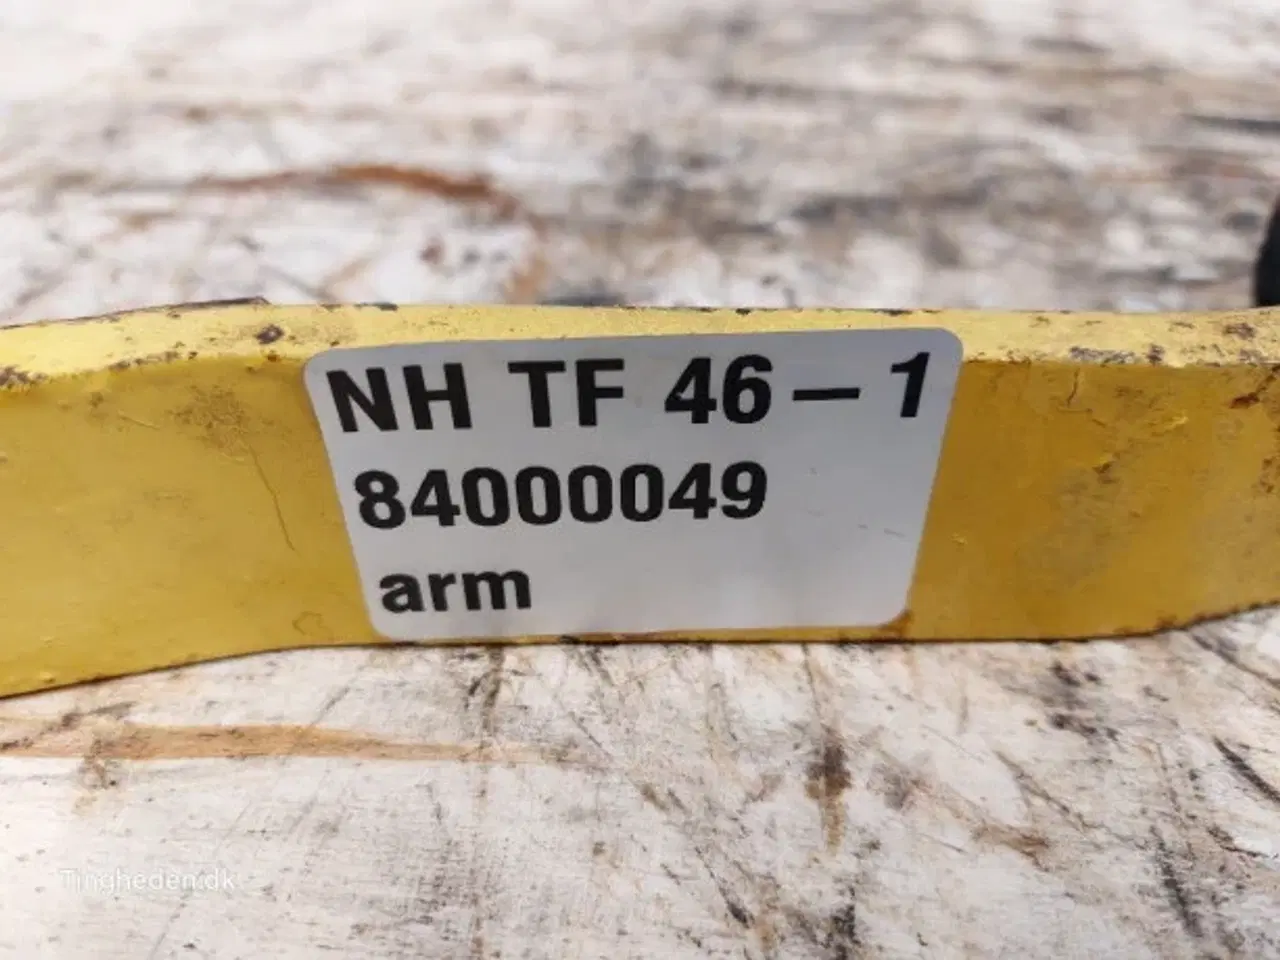 NH TF 46-1
84000049
arm
Tingheden.dk